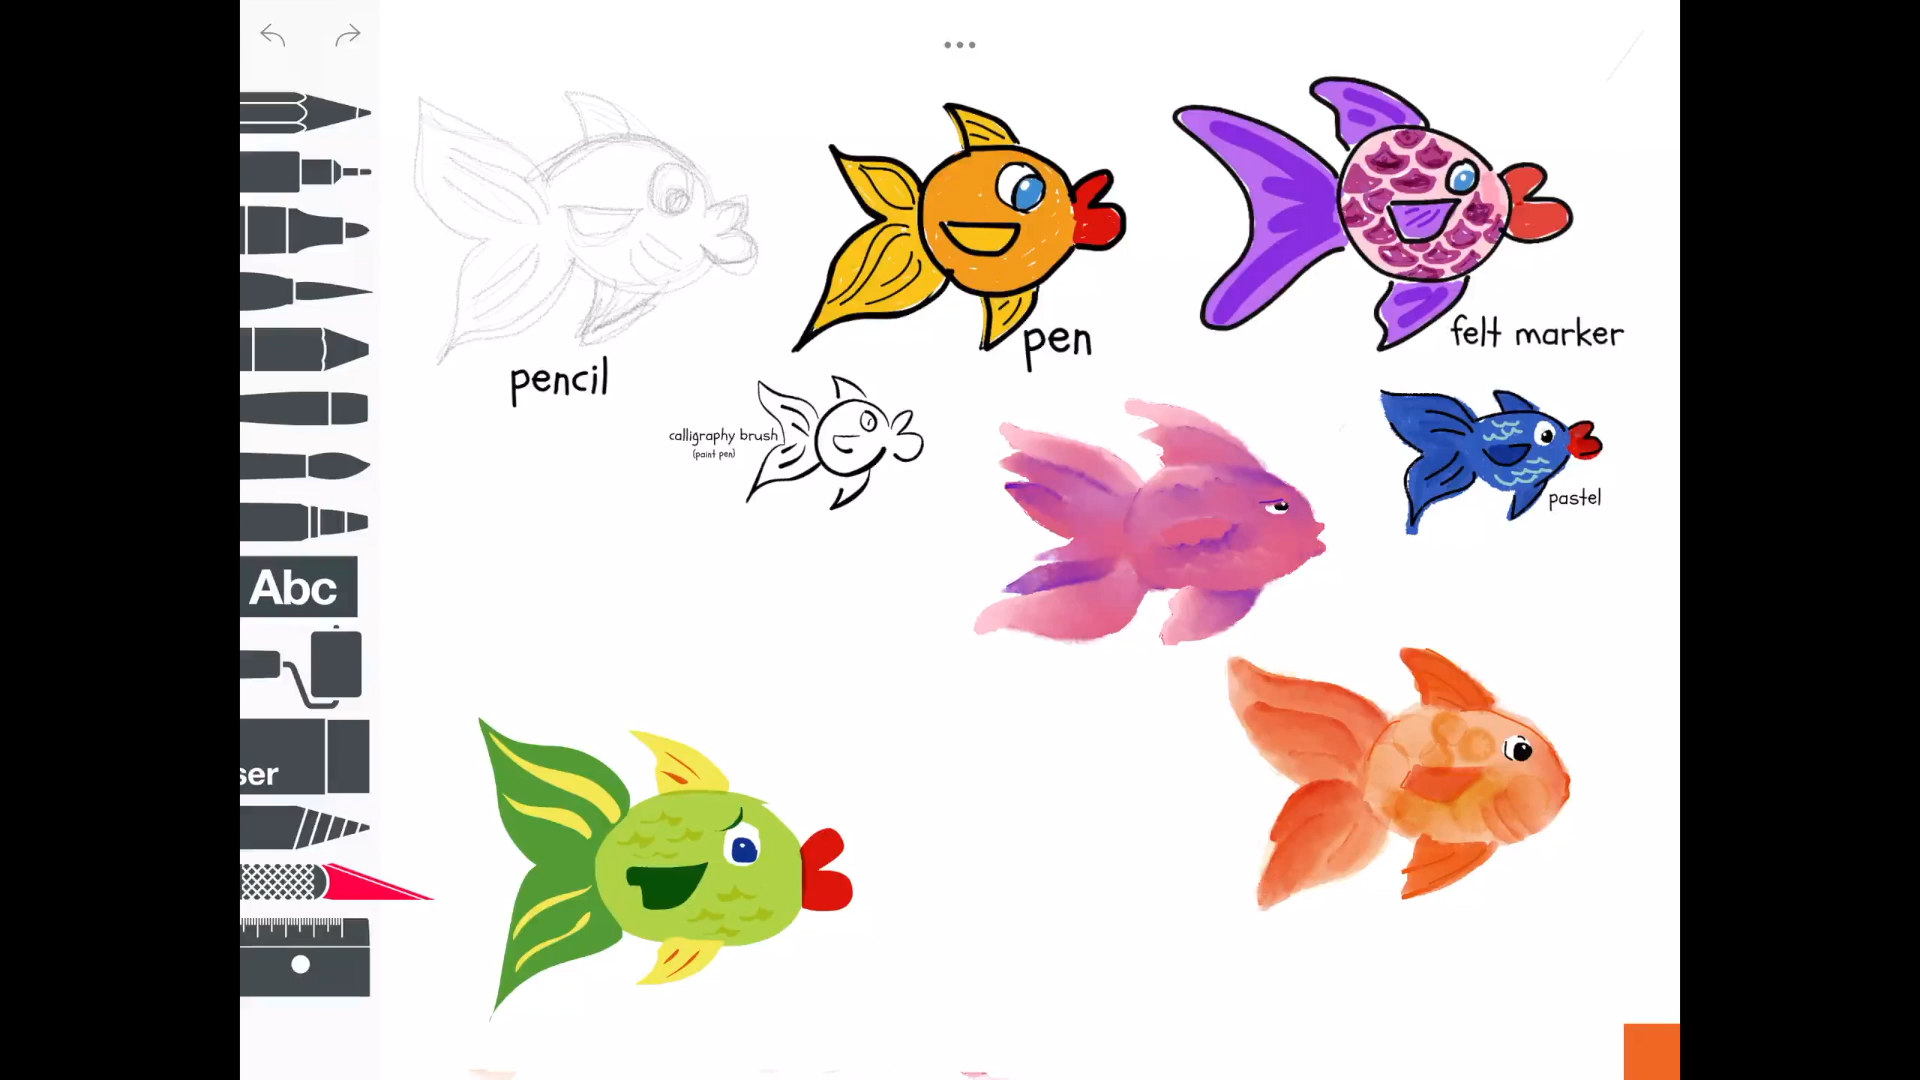 pencil
pen
felt marker
calligraphy brush
(paint pen)
pastel
Abc
ser